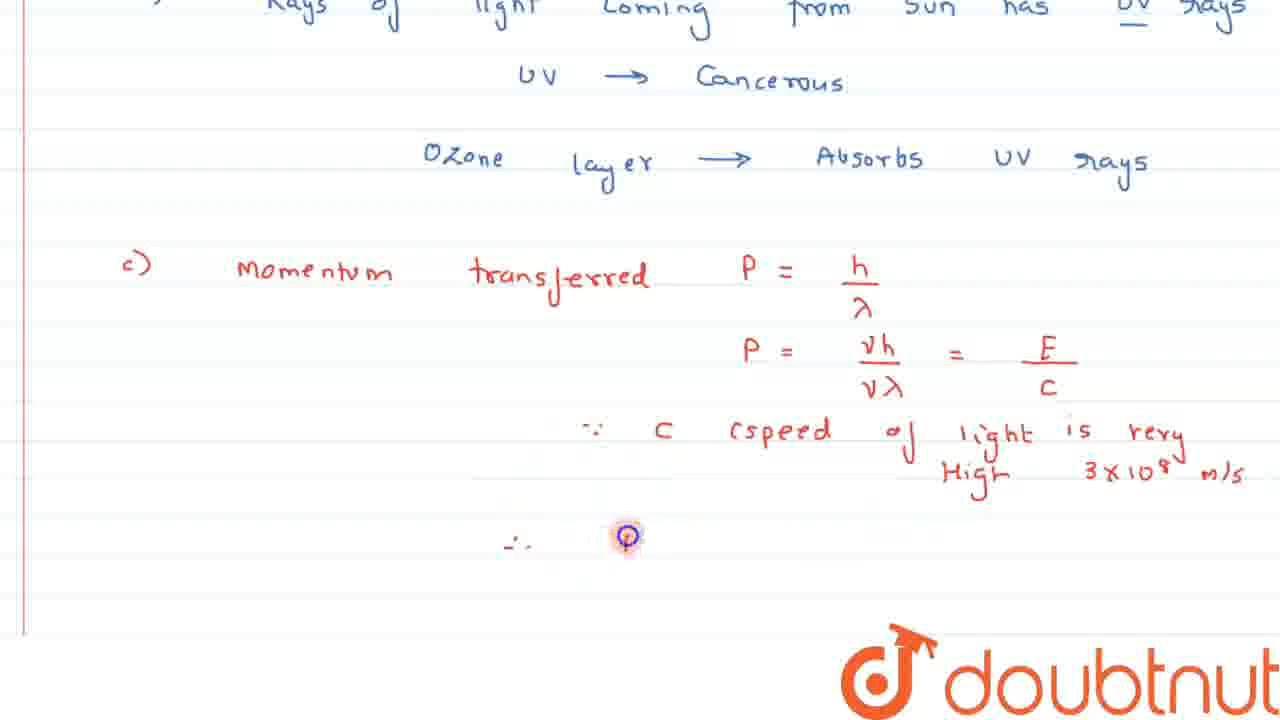 Rays of light coming from Sun has UV rays
UV → Cancerous
Ozone layer → Absorbs UV rays
c) Momentum transferred P = h/λ
P = νh/νλ = E/c
∵ C (speed of light is very
High 3×10⁸ m/s
∴
doubtnut